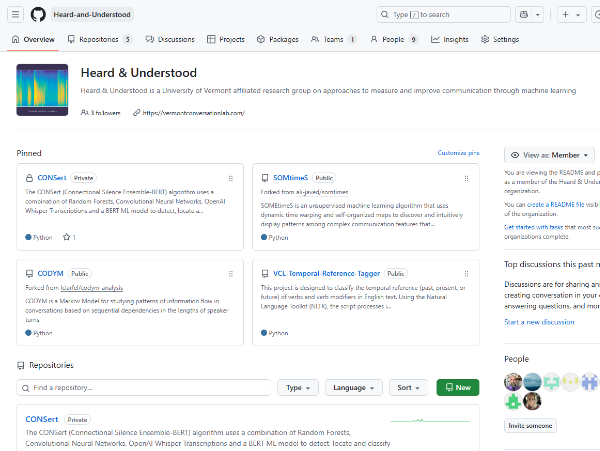 Heard-and-Understood
Type / to search
Overview
Repositories 5
Discussions
Projects
Packages
Teams 1
People 9
Insights
Settings
Heard & Understood
Heard & Understood is a University of Vermont affiliated research group on approaches to measure and improve communication through machine learning
3 followers
https://vermontconversationlab.com/
Pinned
Customize pins
CONSert Private
The CONSert (Connectional Silence Ensemble-BERT) algorithm uses a
combination of Random Forests, Convolutional Neural Networks, OpenAI
Whisper Transcriptions and a BERT ML model to detect, locate a...
Python 1
SOMtimeS Public
Forked from ali-javed/somtimes
SOMEtimeS is an unsupervised machine learning algorithm that uses
dynamic time warping and self-organized maps to discover and intuitively
display patterns among complex communication features that...
Python
CODYM Public
Forked from lclarfel/codym_analysis
CODYM is a Markov Model for studying patterns of information flow in
conversations based on sequential dependencies in the lengths of speaker
turns
Python
VCL-Temporal-Reference-Tagger Public
This project is designed to classify the temporal reference (past, present, or
future) of verbs and verb modifiers in English text. Using the Natural
Language Toolkit (NLTK), the script processes i...
Python
View as: Member
You are viewing the README and
as a member of the Heard & Under
organization.
You can create a README file visibl
of the organization.
Get started with tasks that most su
organizations complete.
Top discussions this past m
Discussions are for sharing ann
creating conversation in your
answering questions, and mor
Start a new discussion
People
Invite someone
Repositories
Find a repository...
Type
Language
Sort
New
CONSert Private
The CONSert (Connectional Silence Ensemble-BERT) algorithm uses a combination of Random Forests,
Convolutional Neural Networks, OpenAI Whisper Transcriptions and a BERT ML model to detect, locate and classify